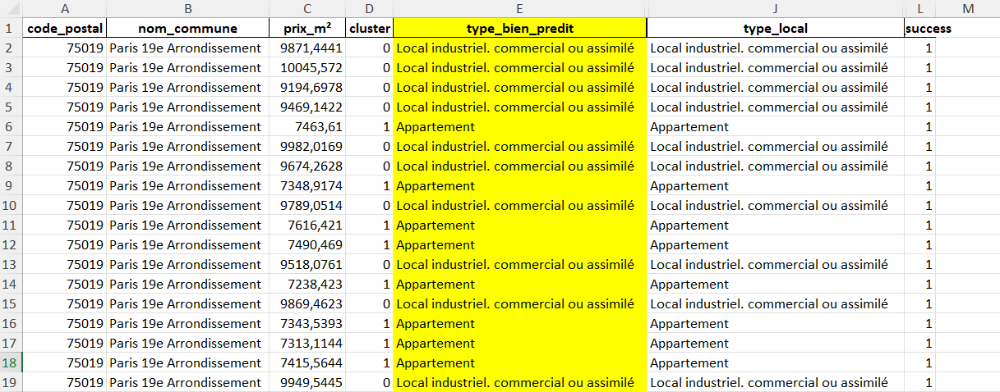 A B C D E J L M
1 code_postal nom_commune prix_m² cluster type_bien_predit type_local .success
2 75019 Paris 19e Arrondissement 9871,4441 0 Local industriel. commercial ou assimilé Local industriel. commercial ou assimilé 1
3 75019 Paris 19e Arrondissement 10045,572 0 Local industriel. commercial ou assimilé Local industriel. commercial ou assimilé 1
4 75019 Paris 19e Arrondissement 9194,6978 0 Local industriel. commercial ou assimilé Local industriel. commercial ou assimilé 1
5 75019 Paris 19e Arrondissement 9469,1422 0 Local industriel. commercial ou assimilé Local industriel. commercial ou assimilé 1
6 75019 Paris 19e Arrondissement 7463,61 1 Appartement Appartement 1
7 75019 Paris 19e Arrondissement 9982,0169 0 Local industriel. commercial ou assimilé Local industriel. commercial ou assimilé 1
8 75019 Paris 19e Arrondissement 9674,2628 0 Local industriel. commercial ou assimilé Local industriel. commercial ou assimilé 1
9 75019 Paris 19e Arrondissement 7348,9174 1 Appartement Appartement 1
10 75019 Paris 19e Arrondissement 9789,0514 0 Local industriel. commercial ou assimilé Local industriel. commercial ou assimilé 1
11 75019 Paris 19e Arrondissement 7616,421 1 Appartement Appartement 1
12 75019 Paris 19e Arrondissement 7490,469 1 Appartement Appartement 1
13 75019 Paris 19e Arrondissement 9518,0761 0 Local industriel. commercial ou assimilé Local industriel. commercial ou assimilé 1
14 75019 Paris 19e Arrondissement 7238,423 1 Appartement Appartement 1
15 75019 Paris 19e Arrondissement 9869,4623 0 Local industriel. commercial ou assimilé Local industriel. commercial ou assimilé 1
16 75019 Paris 19e Arrondissement 7343,5393 1 Appartement Appartement 1
17 75019 Paris 19e Arrondissement 7313,1144 1 Appartement Appartement 1
18 75019 Paris 19e Arrondissement 7415,5644 1 Appartement Appartement 1
19 75019 Paris 19e Arrondissement 9949,5445 0 Local industriel. commercial ou assimilé Local industriel. commercial ou assimilé 1